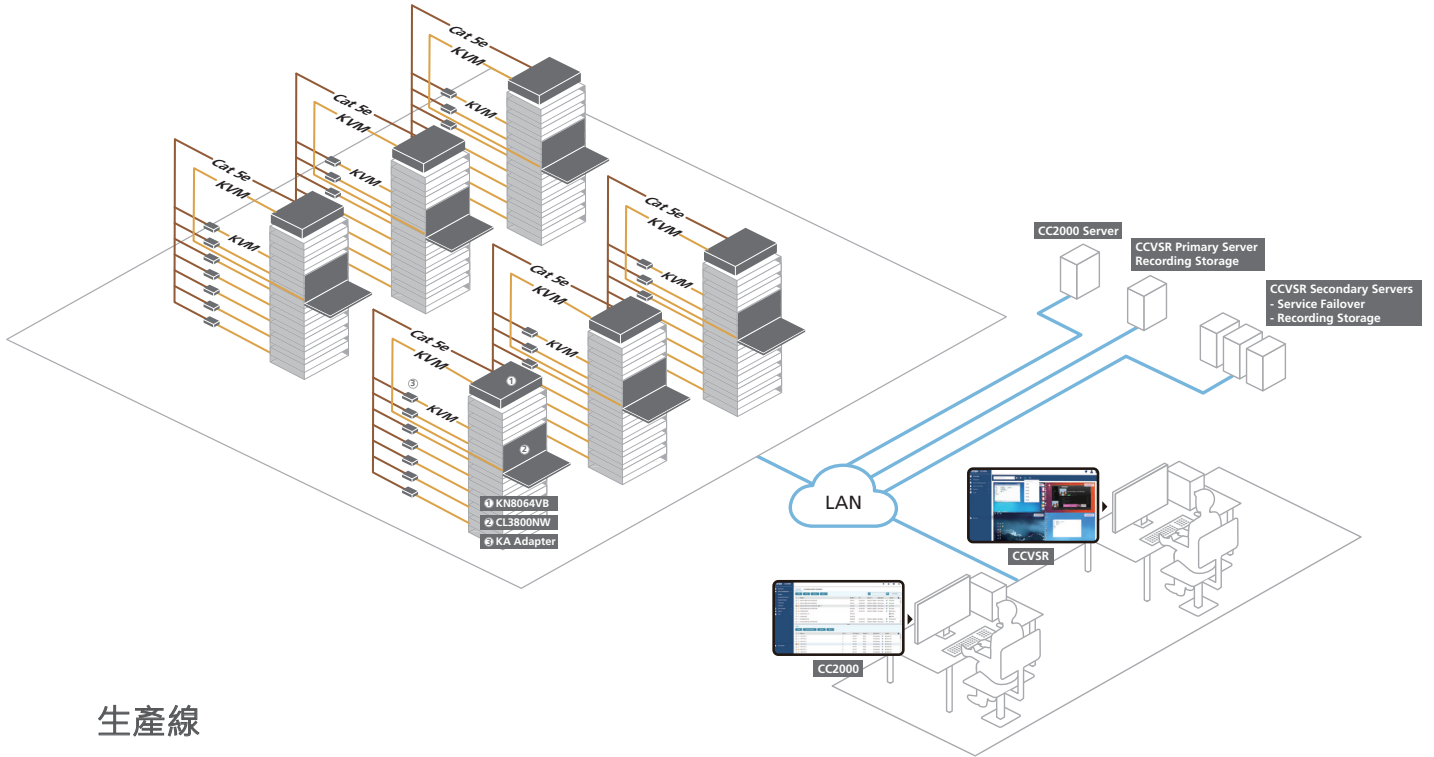 Cat 5e
KVM
KVM
Cat 5e
KVM
KVM
Cat 5e
KVM
KVM
Cat 5e
KVM
KVM
Cat 5e
KVM
KVM
Cat 5e
KVM
KVM
③
①
②
❶ KN8064VB
❷ CL3800NW
❸ KA Adapter
CC2000 Server
CCVSR Primary Server
Recording Storage
CCVSR Secondary Servers
- Service Failover
- Recording Storage
LAN
CCVSR
CC2000
生產線